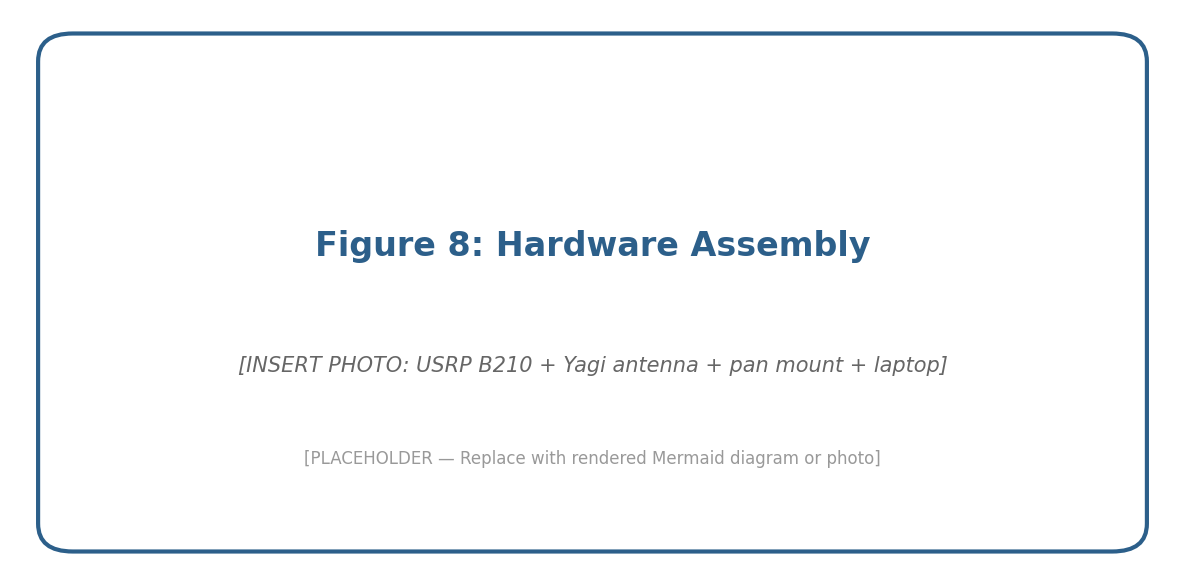 Figure 8: Hardware Assembly
[INSERT PHOTO: USRP B210 + Yagi antenna + pan mount + laptop]
[PLACEHOLDER — Replace with rendered Mermaid diagram or photo]